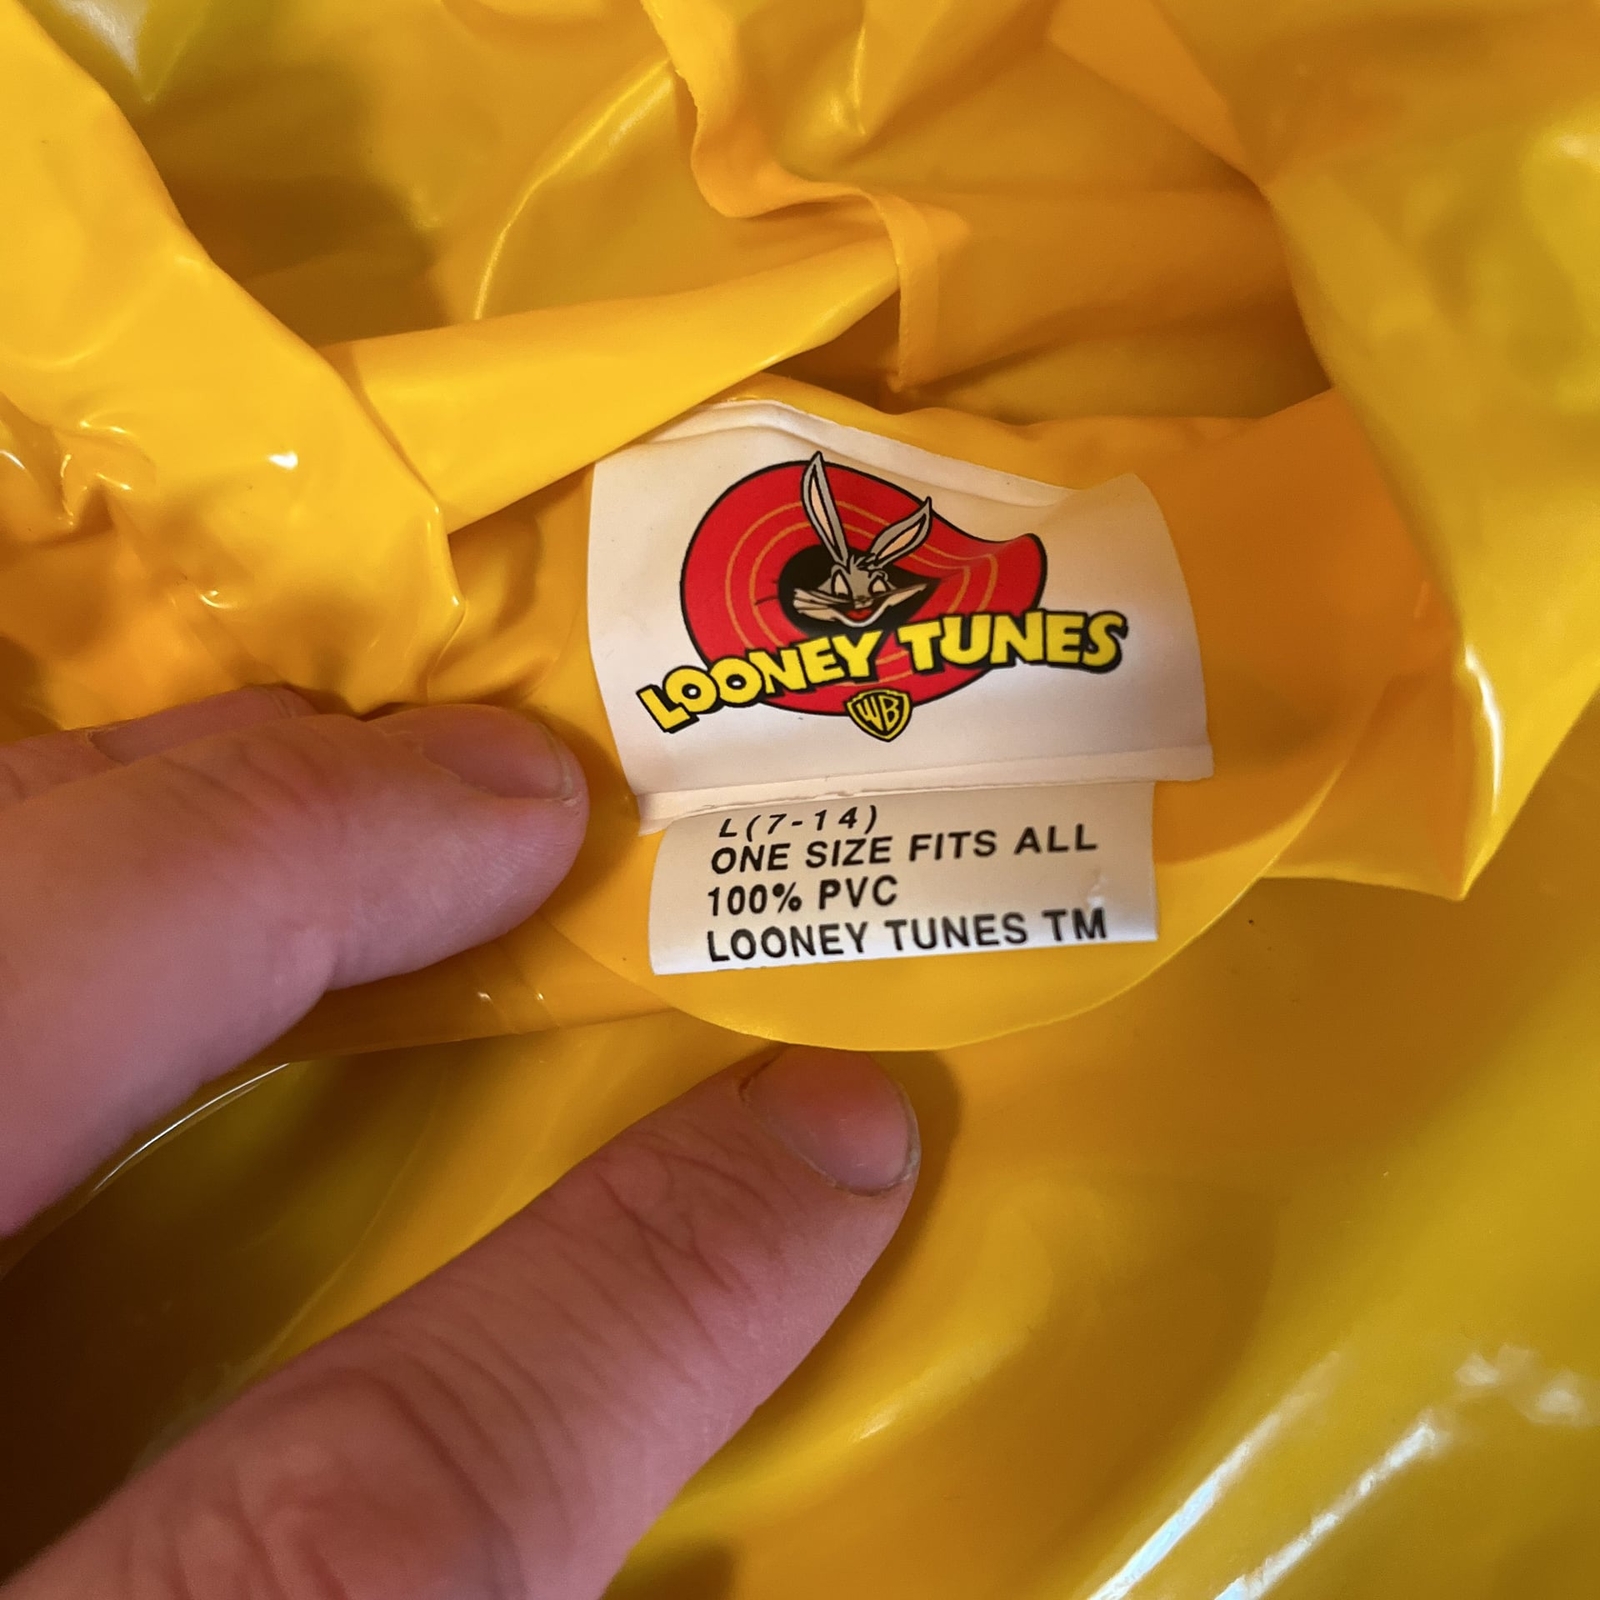 LOONEY TUNES
WB
L(7-14)
ONE SIZE FITS ALL
100% PVC
LOONEY TUNES TM